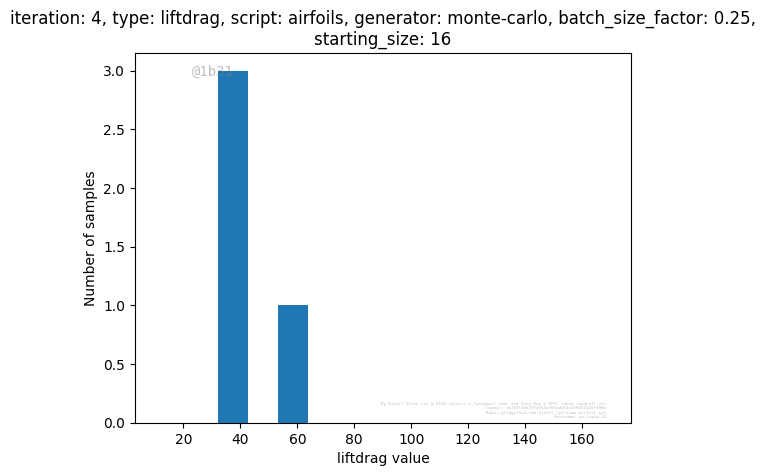 iteration: 4, type: liftdrag, script: airfoils, generator: monte-carlo, batch_size_factor: 0.25,
starting_size: 16
@1b31
3.0
2.5
2.0
1.5
1.0
0.5
0.0
Number of samples
20 40 60 80 100 120 140 160
liftdrag value